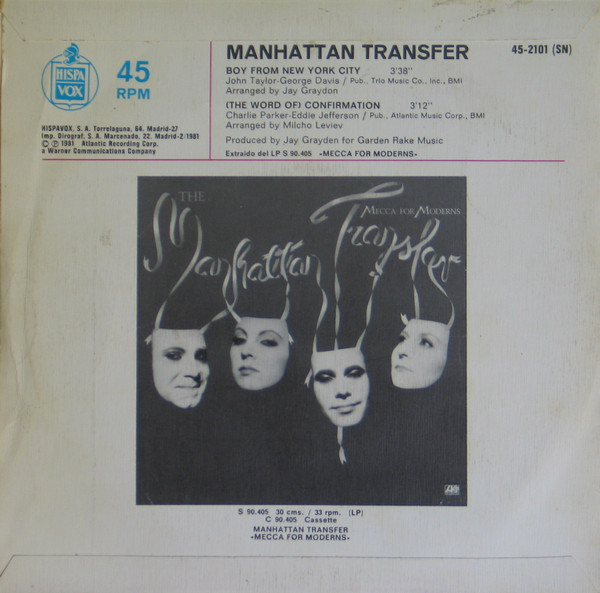 HISPA
VOX
45
RPM
HISPAVOX, S. A. Torrelaguna, 64. Madrid-27
Imp. Dirograf. S. A. Marcenado, 22. Madrid-2/1981
© ℗ 1981 Atlantic Recording Corp.
a Warner Communications Company
MANHATTAN TRANSFER
45-2101 (SN)
BOY FROM NEW YORK CITY 3'38"
John Taylor-George Davis / Pub., Trio Music Co., Inc., BMI
Arranged by Jay Graydon
(THE WORD OF) CONFIRMATION 3'12"
Charlie Parker-Eddie Jefferson / Pub., Atlantic Music Corp., BMI
Arranged by Milcho Leviev
Produced by Jay Grayden for Garden Rake Music
Extraido del LP S 90.405 «MECCA FOR MODERNS»
THE
Manhattan Transfer
MECCA FOR MODERNS
S 90.405 30 cms. / 33 rpm. (LP)
C 90.405 Cassette
MANHATTAN TRANSFER
«MECCA FOR MODERNS»